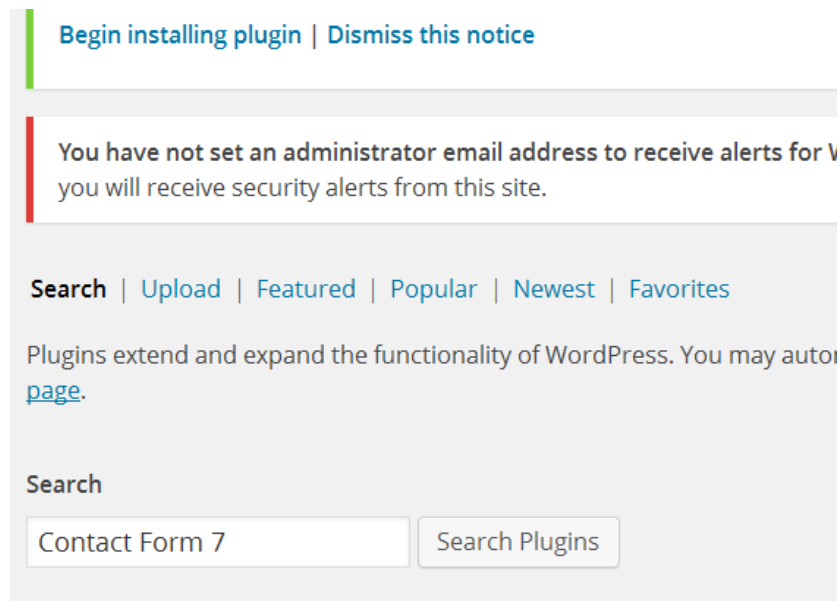 Begin installing plugin | Dismiss this notice
You have not set an administrator email address to receive alerts for
you will receive security alerts from this site.
Search | Upload | Featured | Popular | Newest | Favorites
Plugins extend and expand the functionality of WordPress. You may
page.
Search
Contact Form 7 Search Plugins